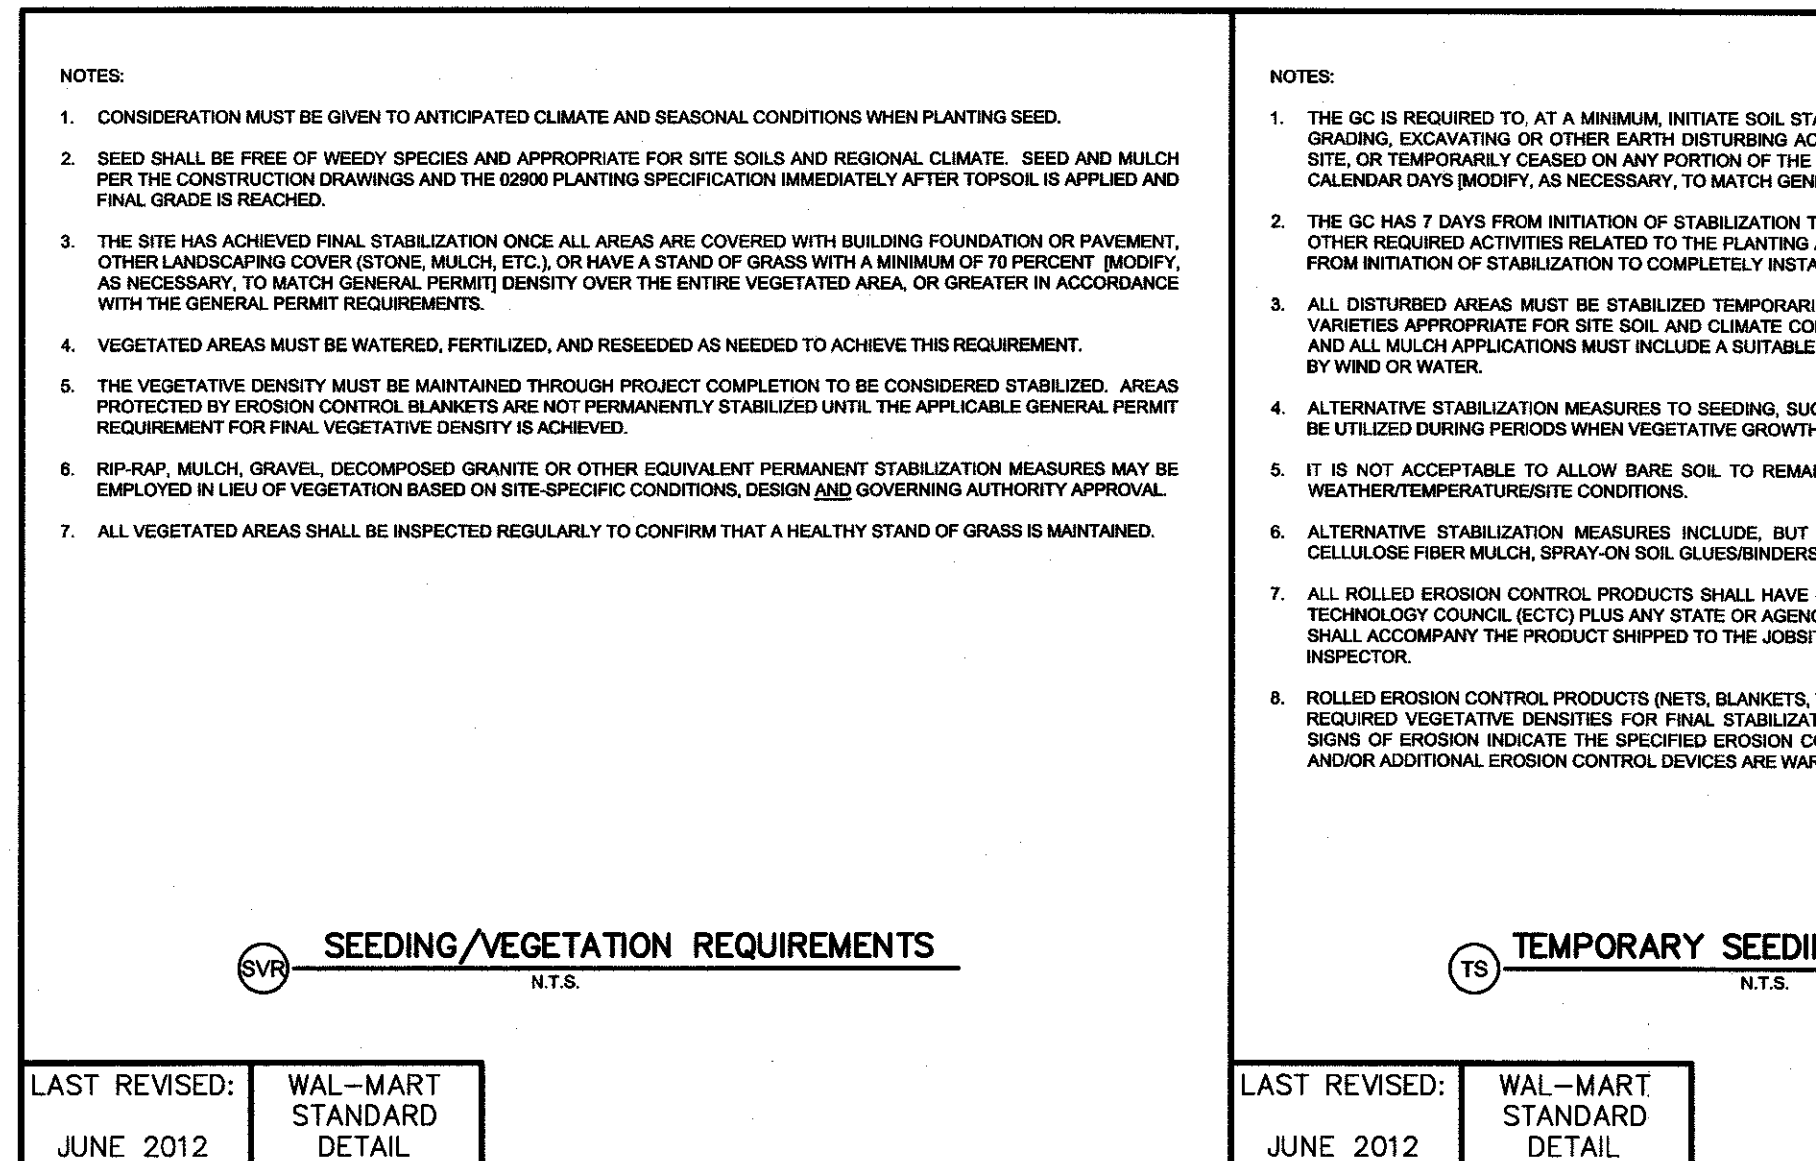 NOTES:
1. CONSIDERATION MUST BE GIVEN TO ANTICIPATED CLIMATE AND SEASONAL CONDITIONS WHEN PLANTING SEED.
2. SEED SHALL BE FREE OF WEEDY SPECIES AND APPROPRIATE FOR SITE SOILS AND REGIONAL CLIMATE. SEED AND MULCH
PER THE CONSTRUCTION DRAWINGS AND THE 02900 PLANTING SPECIFICATION IMMEDIATELY AFTER TOPSOIL IS APPLIED AND
FINAL GRADE IS REACHED.
3. THE SITE HAS ACHIEVED FINAL STABILIZATION ONCE ALL AREAS ARE COVERED WITH BUILDING FOUNDATION OR PAVEMENT,
OTHER LANDSCAPING COVER (STONE, MULCH, ETC.), OR HAVE A STAND OF GRASS WITH A MINIMUM OF 70 PERCENT [MODIFY,
AS NECESSARY, TO MATCH GENERAL PERMIT] DENSITY OVER THE ENTIRE VEGETATED AREA, OR GREATER IN ACCORDANCE
WITH THE GENERAL PERMIT REQUIREMENTS.
4. VEGETATED AREAS MUST BE WATERED, FERTILIZED, AND RESEEDED AS NEEDED TO ACHIEVE THIS REQUIREMENT.
5. THE VEGETATIVE DENSITY MUST BE MAINTAINED THROUGH PROJECT COMPLETION TO BE CONSIDERED STABILIZED. AREAS
PROTECTED BY EROSION CONTROL BLANKETS ARE NOT PERMANENTLY STABILIZED UNTIL THE APPLICABLE GENERAL PERMIT
REQUIREMENT FOR FINAL VEGETATIVE DENSITY IS ACHIEVED.
6. RIP-RAP, MULCH, GRAVEL, DECOMPOSED GRANITE OR OTHER EQUIVALENT PERMANENT STABILIZATION MEASURES MAY BE
EMPLOYED IN LIEU OF VEGETATION BASED ON SITE-SPECIFIC CONDITIONS, DESIGN AND GOVERNING AUTHORITY APPROVAL.
7. ALL VEGETATED AREAS SHALL BE INSPECTED REGULARLY TO CONFIRM THAT A HEALTHY STAND OF GRASS IS MAINTAINED.
SVR SEEDING/VEGETATION REQUIREMENTS
N.T.S.
LAST REVISED:
JUNE 2012
WAL-MART
STANDARD
DETAIL
NOTES:
1. THE GC IS REQUIRED TO, AT A MINIMUM, INITIATE SOIL STA
GRADING, EXCAVATING OR OTHER EARTH DISTURBING AC
SITE, OR TEMPORARILY CEASED ON ANY PORTION OF THE
CALENDAR DAYS [MODIFY, AS NECESSARY, TO MATCH GEN
2. THE GC HAS 7 DAYS FROM INITIATION OF STABILIZATION T
OTHER REQUIRED ACTIVITIES RELATED TO THE PLANTING
FROM INITIATION OF STABILIZATION TO COMPLETELY INSTA
3. ALL DISTURBED AREAS MUST BE STABILIZED TEMPORARI
VARIETIES APPROPRIATE FOR SITE SOIL AND CLIMATE CO
AND ALL MULCH APPLICATIONS MUST INCLUDE A SUITABLE
BY WIND OR WATER.
4. ALTERNATIVE STABILIZATION MEASURES TO SEEDING, SUC
BE UTILIZED DURING PERIODS WHEN VEGETATIVE GROWTH
5. IT IS NOT ACCEPTABLE TO ALLOW BARE SOIL TO REMAI
WEATHER/TEMPERATURE/SITE CONDITIONS.
6. ALTERNATIVE STABILIZATION MEASURES INCLUDE, BUT
CELLULOSE FIBER MULCH, SPRAY-ON SOIL GLUES/BINDERS
7. ALL ROLLED EROSION CONTROL PRODUCTS SHALL HAVE
TECHNOLOGY COUNCIL (ECTC) PLUS ANY STATE OR AGENC
SHALL ACCOMPANY THE PRODUCT SHIPPED TO THE JOBSIT
INSPECTOR.
8. ROLLED EROSION CONTROL PRODUCTS (NETS, BLANKETS,
REQUIRED VEGETATIVE DENSITIES FOR FINAL STABILIZAT
SIGNS OF EROSION INDICATE THE SPECIFIED EROSION CO
AND/OR ADDITIONAL EROSION CONTROL DEVICES ARE WAR
TS TEMPORARY SEEDI
N.T.S.
LAST REVISED:
JUNE 2012
WAL-MART
STANDARD
DETAIL